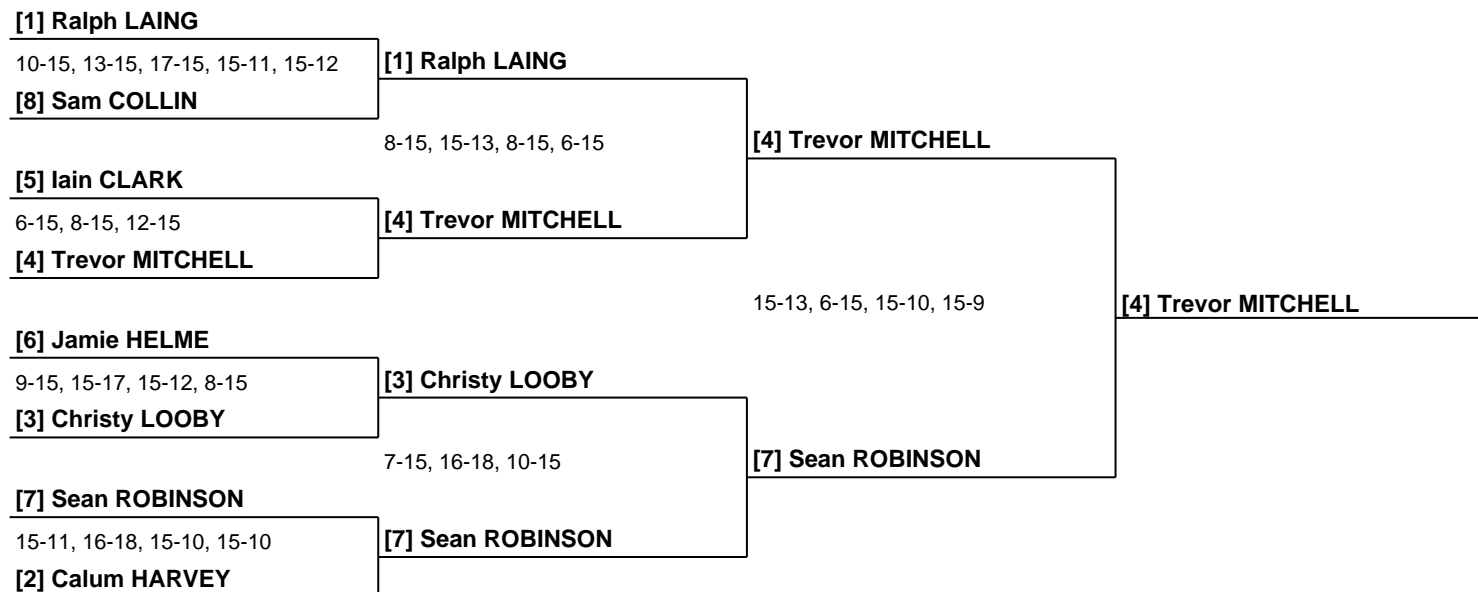 [1] Ralph LAING
10-15, 13-15, 17-15, 15-11, 15-12
[1] Ralph LAING
[8] Sam COLLIN
8-15, 15-13, 8-15, 6-15
[4] Trevor MITCHELL
[5] Iain CLARK
6-15, 8-15, 12-15
[4] Trevor MITCHELL
[4] Trevor MITCHELL
15-13, 6-15, 15-10, 15-9
[4] Trevor MITCHELL
[6] Jamie HELME
9-15, 15-17, 15-12, 8-15
[3] Christy LOOBY
[3] Christy LOOBY
7-15, 16-18, 10-15
[7] Sean ROBINSON
[7] Sean ROBINSON
15-11, 16-18, 15-10, 15-10
[7] Sean ROBINSON
[2] Calum HARVEY